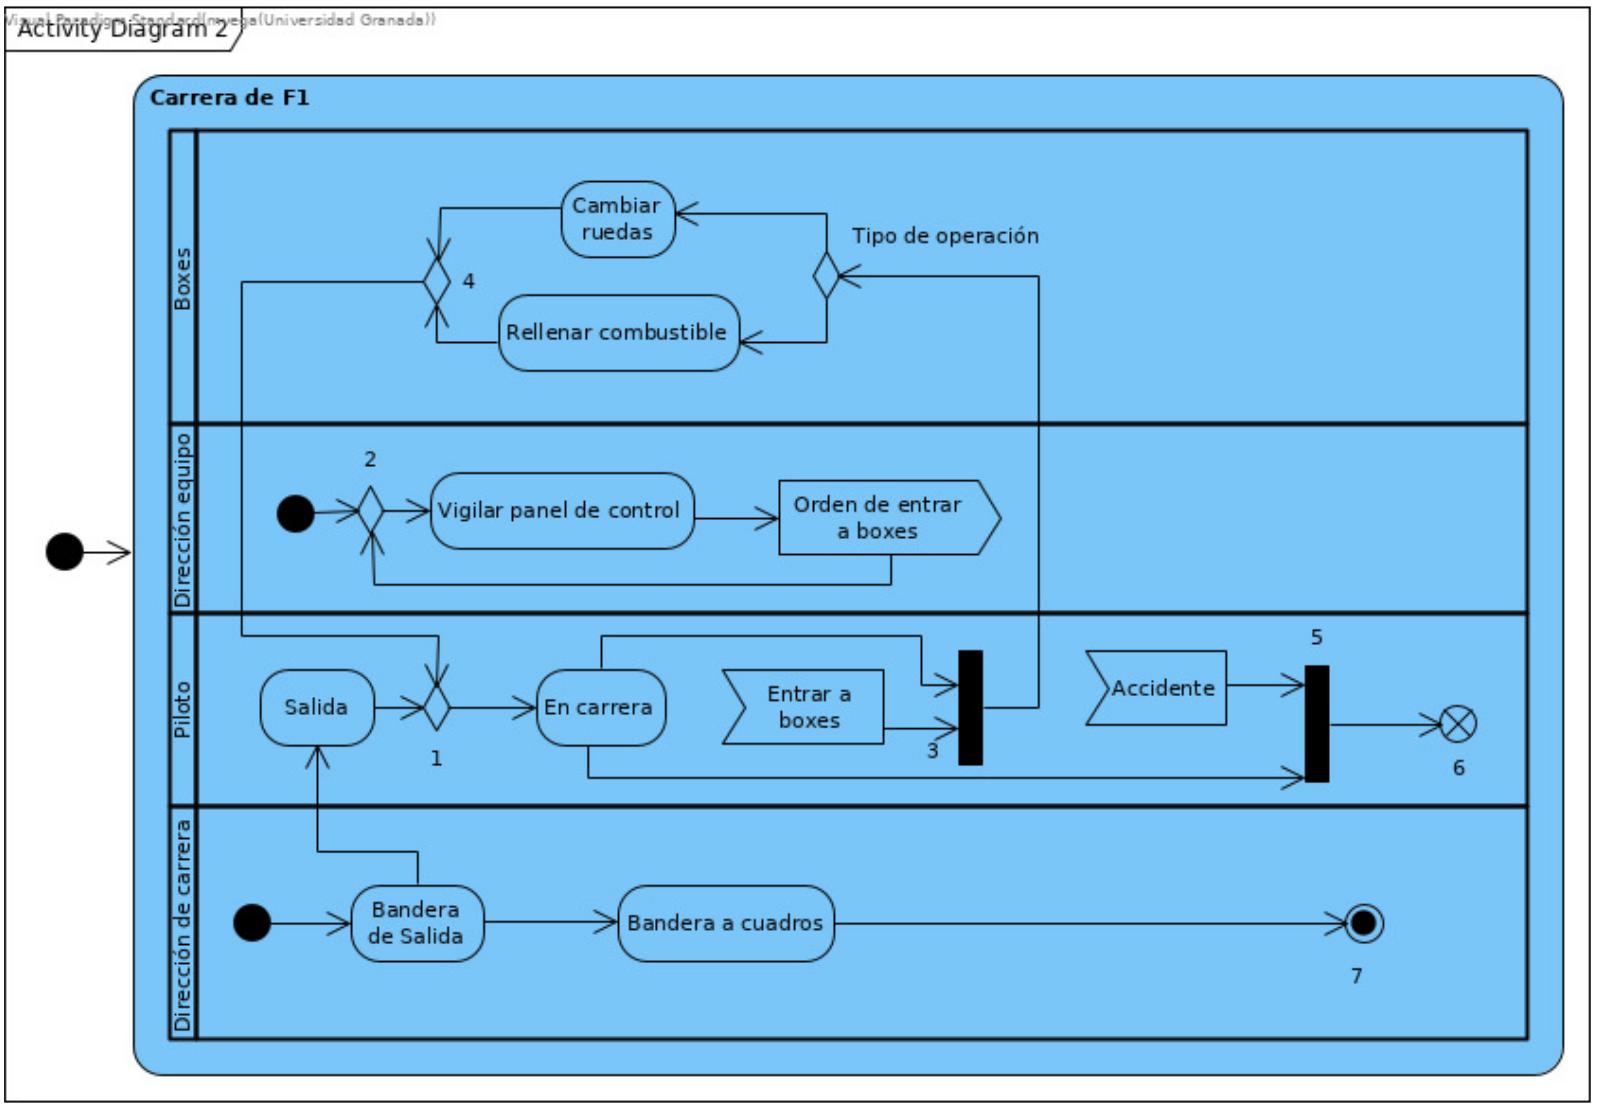 Visual Paradigm Standard(nvega(Universidad Granada))
Activity Diagram 2
Carrera de F1
Boxes
Cambiar
ruedas
Tipo de operación
4
Rellenar combustible
Dirección equipo
2
Vigilar panel de control
Orden de entrar
a boxes
Piloto
Salida
1
En carrera
Entrar a
boxes
3
Accidente
5
6
Dirección de carrera
Bandera
de Salida
Bandera a cuadros
7